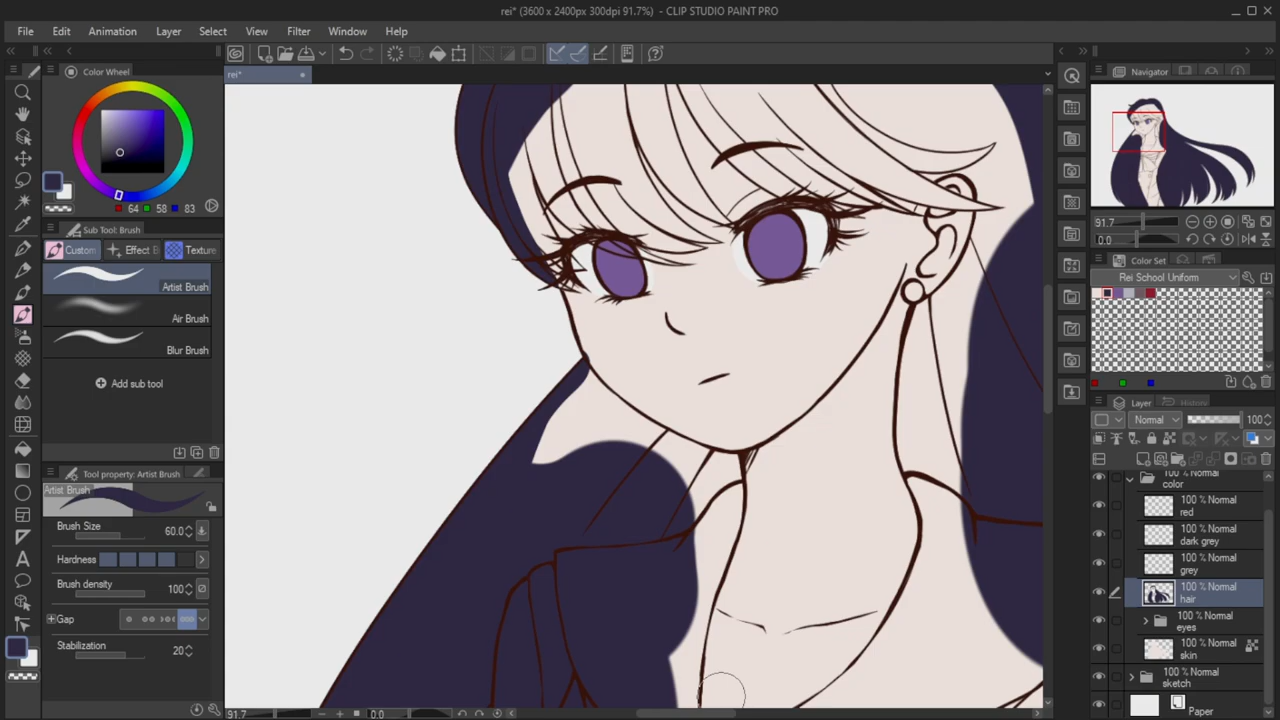 rei* (3600 x 2400px 300dpi 91.7%) - CLIP STUDIO PAINT PRO
File Edit Animation Layer Select View Filter Window Help
rei*
Color Wheel
64 58 83
Sub Tool: Brush
Custom Effect B Texture
Artist Brush
Air Brush
Blur Brush
Add sub tool
Tool property: Artist Brush
Artist Brush
Brush Size 60.0
Hardness
Brush density 100
Gap
Stabilization 20
91.7 0.0
Navigator
91.7
0.0
Color Set
Rei School Uniform
Layer History
Normal 100
100 % Normal
color
100 % Normal
red
100 % Normal
dark grey
100 % Normal
grey
100 % Normal
hair
100 % Normal
eyes
100 % Normal
skin
100 % Normal
sketch
Paper